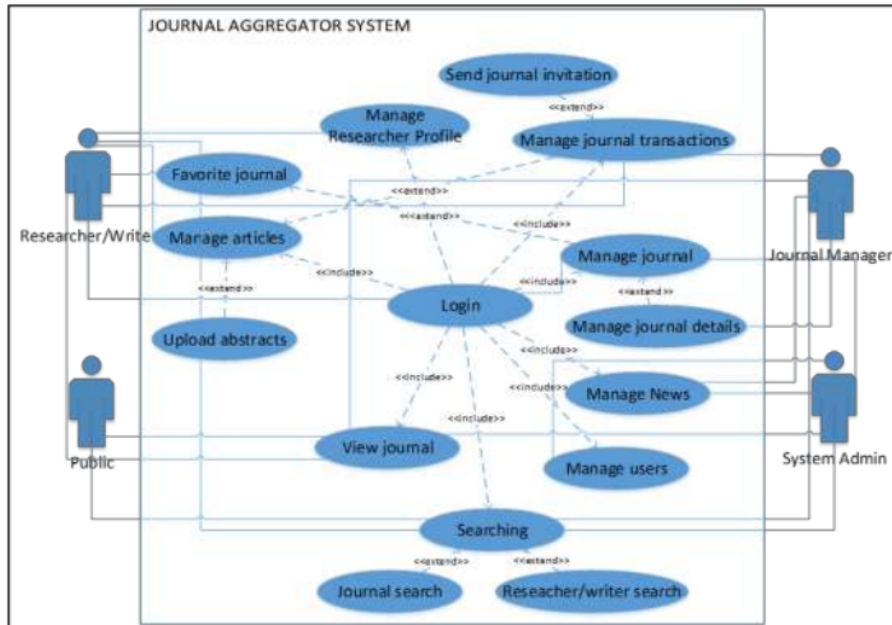 JOURNAL AGGREGATOR SYSTEM
Send journal invitation
<<extend>>
Manage
Researcher Profile
Manage journal transactions
Favorite journal
<<extend>>
<<extend>>
Researcher/Write
Manage articles
<<include>>
Manage journal
Journal Manager
<<include>>
<<include>>
<<extend>>
Login
<<extend>>
Upload abstracts
Manage journal details
<<include>>
<<include>>
<<include>>
Manage News
<<include>>
View journal
Public
Manage users
System Admin
Searching
<<extend>>
<<extend>>
Journal search
Reseacher/writer search